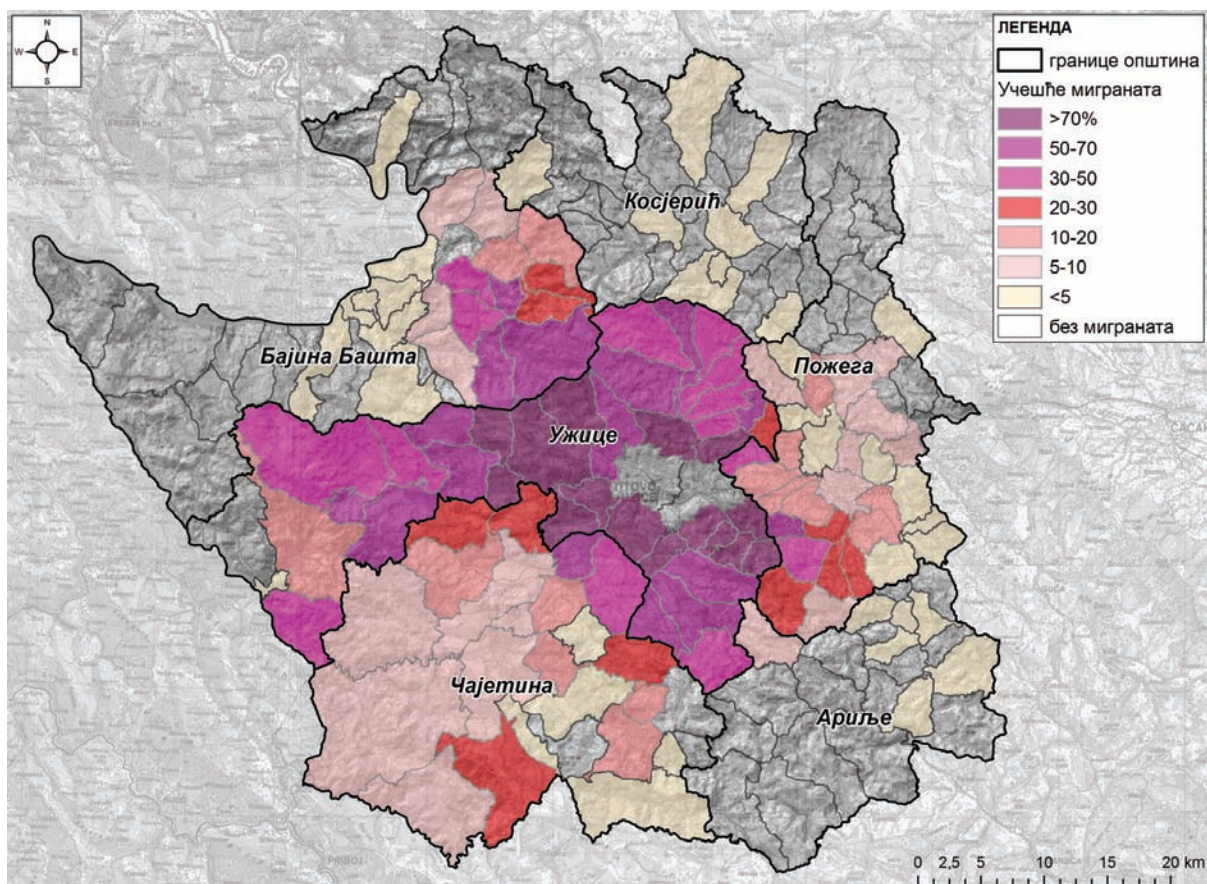 N
W E
S
ЛЕГЕНДА
границе општина
Учешће миграната
>70%
50-70
30-50
20-30
10-20
5-10
<5
без миграната
Косјерић
Бајина Башта
Пожега
Ужице
Чајетина
Ариље
PRIBOJ
0 2,5 5 10 15 20 km